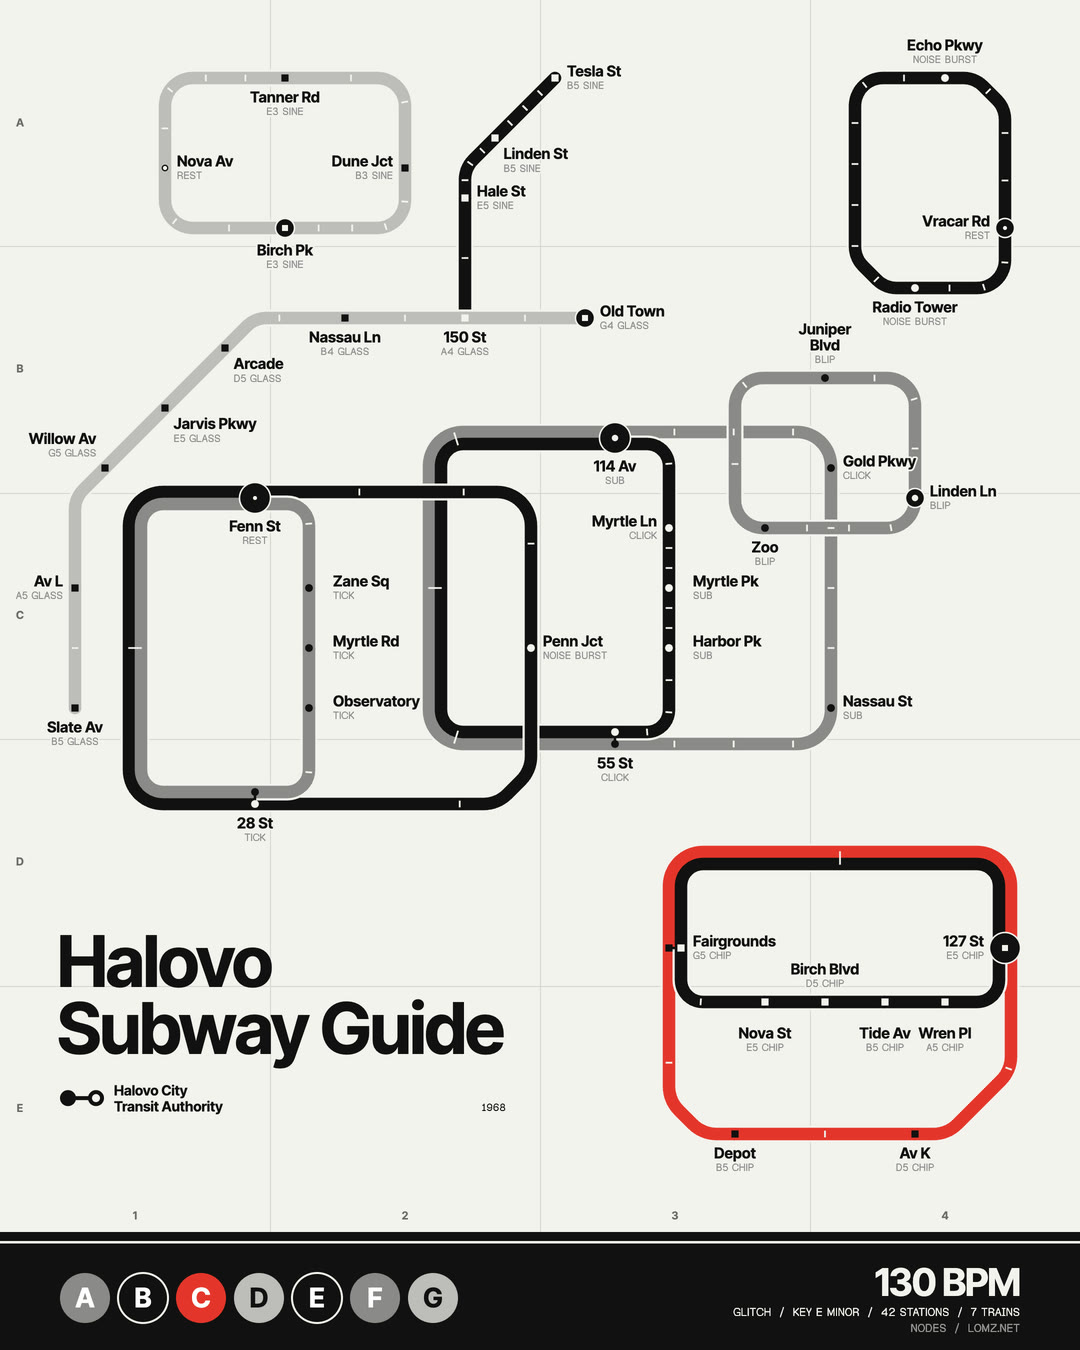 Echo Pkwy
NOISE BURST
Tesla St
B5 SINE
Tanner Rd
E3 SINE
A
Linden St
B5 SINE
Nova Av
REST
Dune Jct
B3 SINE
Hale St
E5 SINE
Vracar Rd
REST
Birch Pk
E3 SINE
Radio Tower
NOISE BURST
Old Town
G4 GLASS
Nassau Ln
B4 GLASS
150 St
A4 GLASS
Juniper
Blvd
BLIP
B
Arcade
D5 GLASS
Jarvis Pkwy
E5 GLASS
Willow Av
G5 GLASS
114 Av
SUB
Gold Pkwy
CLICK
Linden Ln
BLIP
Fenn St
REST
Myrtle Ln
CLICK
Zoo
BLIP
Av L
A5 GLASS
Zane Sq
TICK
Myrtle Pk
SUB
C
Myrtle Rd
TICK
Penn Jct
NOISE BURST
Harbor Pk
SUB
Observatory
TICK
Nassau St
SUB
Slate Av
B5 GLASS
55 St
CLICK
28 St
TICK
D
Fairgrounds
G5 CHIP
127 St
E5 CHIP
Birch Blvd
D5 CHIP
Nova St
E5 CHIP
Tide Av
B5 CHIP
Wren Pl
A5 CHIP
Halovo
Subway Guide
Halovo City
Transit Authority
1968
E
Depot
B5 CHIP
Av K
D5 CHIP
1 2 3 4
A B C D E F G
130 BPM
GLITCH / KEY E MINOR / 42 STATIONS / 7 TRAINS
NODES / LOMZ.NET